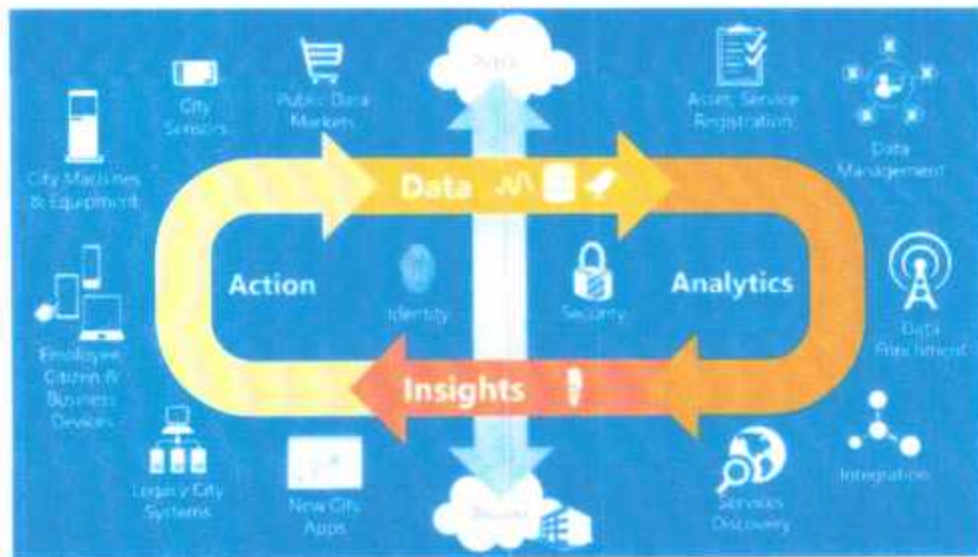 Public
City
Sensors
Public Data
Markets
Asset, Service
Registration
Data
Management
City Machines
& Equipment
Data
Action
Identity
Security
Analytics
Data
Enrichment
Employee,
Citizen &
Business
Devices
Insights
Legacy City
Systems
New City
Apps
Services
Discovery
Integration